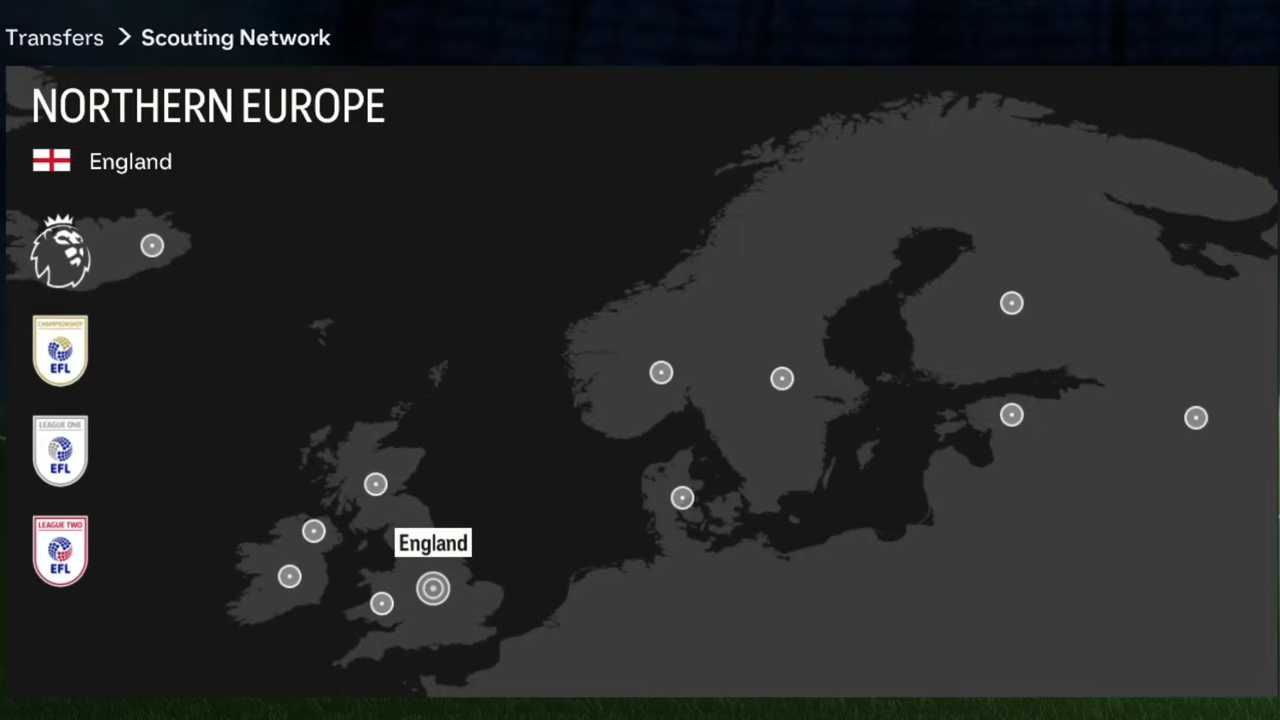 Transfers > Scouting Network
NORTHERN EUROPE
England
CHAMPIONSHIP
EFL
LEAGUE ONE
EFL
England
LEAGUE TWO
EFL